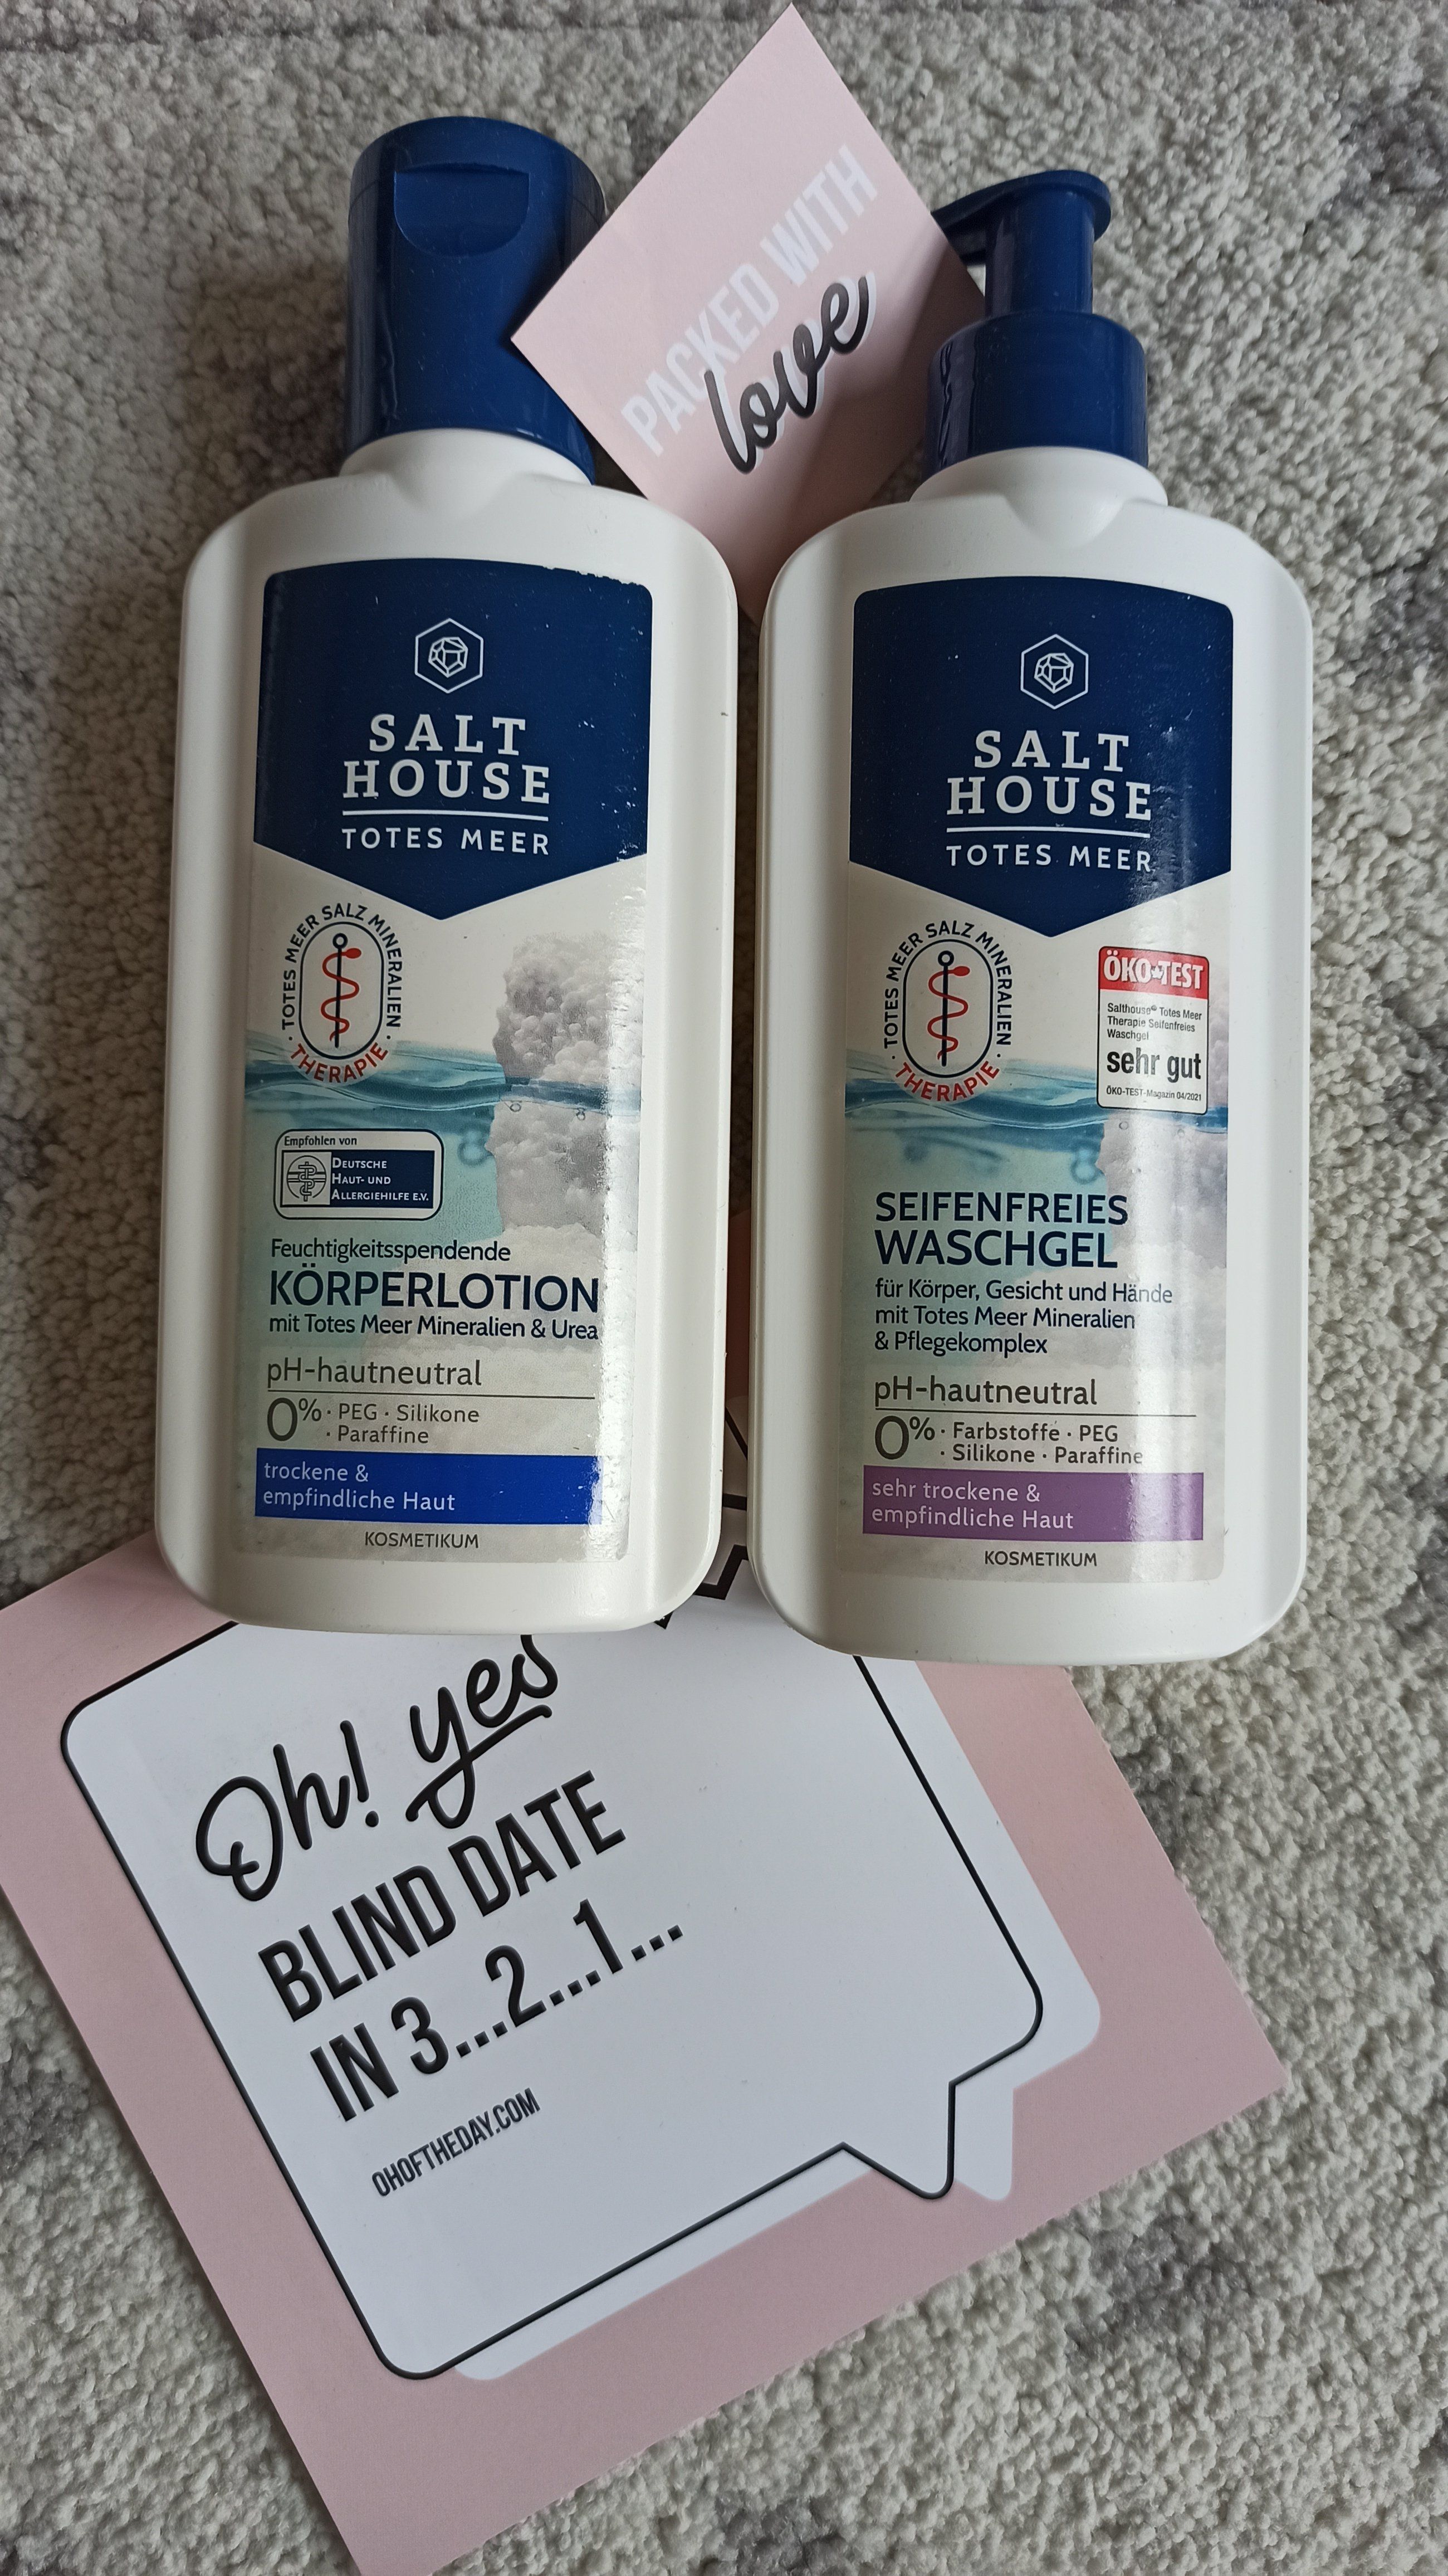 PACKED WITH
love
SALT
HOUSE
TOTES MEER
TOTES MEER SALZ MINERALIEN
THERAPIE
Empfohlen von
DEUTSCHE
HAUT- UND
ALLERGIEHILFE E.V.
Feuchtigkeitsspendende
KÖRPERLOTION
mit Totes Meer Mineralien & Urea
pH-hautneutral
0% · PEG · Silikone
· Paraffine
trockene &
empfindliche Haut
KOSMETIKUM
SALT
HOUSE
TOTES MEER
TOTES MEER SALZ MINERALIEN
THERAPIE
ÖKO-TEST
Salthouse® Totes Meer
Therapie Seifenfreies
Waschgel
sehr gut
ÖKO-TEST-Magazin 04/2021
SEIFENFREIES
WASCHGEL
für Körper, Gesicht und Hände
mit Totes Meer Mineralien
& Pflegekomplex
pH-hautneutral
0% · Farbstoffe · PEG
· Silikone · Paraffine
sehr trockene &
empfindliche Haut
KOSMETIKUM
Oh! yes
BLIND DATE
IN 3...2...1...
OHOFTHEDAY.COM